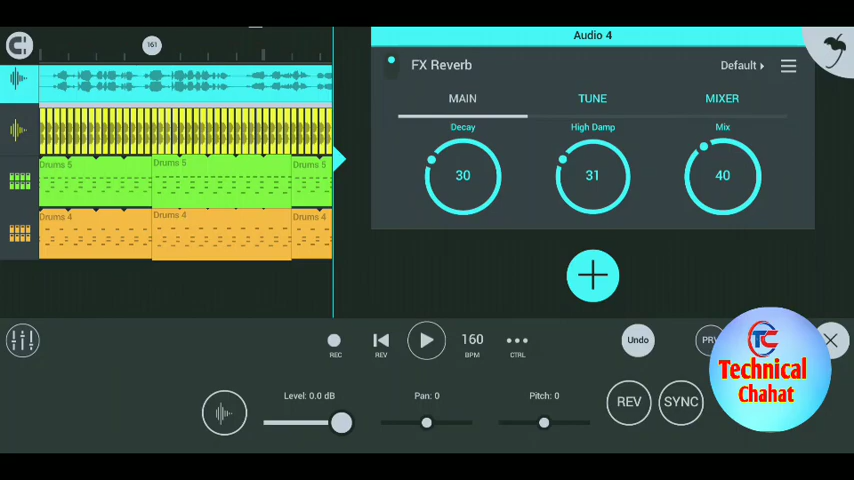 161
Audio 4
FX Reverb
Default
MAIN
TUNE
MIXER
Decay
High Damp
Mix
30
31
40
Drums 5
Drums 5
Drums 5
Drums 4
Drums 4
Drums 4
REC
REV
160
BPM
CTRL
Undo
Level: 0.0 dB
Pan: 0
Pitch: 0
REV
SYNC
TC
Technical
Chahat